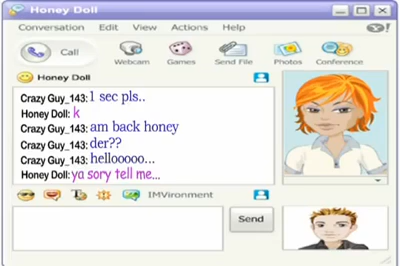 Honey Doll
Conversation Edit View Actions Help Y!
Call Webcam Games Send File Photos Conference
Honey Doll
Crazy Guy_143: 1 sec pls..
Honey Doll: k
Crazy Guy_143: am back honey
Crazy Guy_143: der??
Crazy Guy_143: hellooooo...
Honey Doll: ya sory tell me...
IMVironment
Send